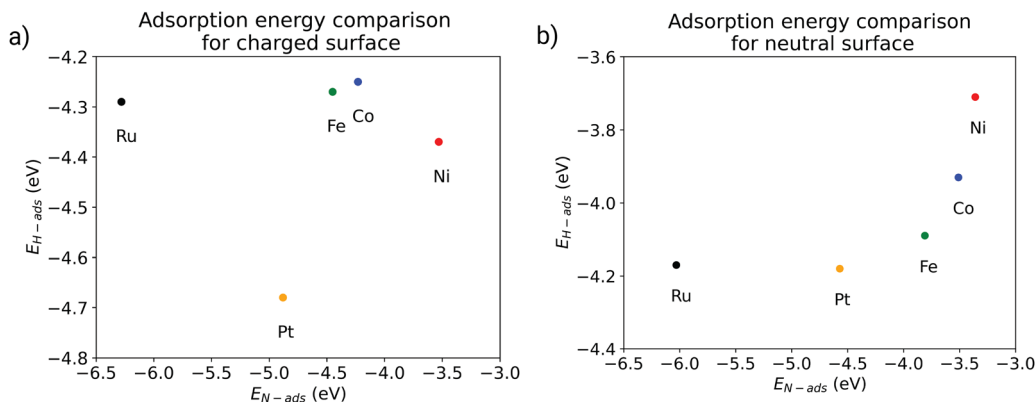 a)
Adsorption energy comparison
for charged surface
−4.2
−4.3
−4.4
−4.5
−4.6
−4.7
−4.8
E_{H−ads} (eV)
Ru
Fe
Co
Ni
Pt
−6.5 −6.0 −5.5 −5.0 −4.5 −4.0 −3.5 −3.0
E_{N−ads} (eV)
b)
Adsorption energy comparison
for neutral surface
−3.6
−3.8
−4.0
−4.2
−4.4
E_{H−ads} (eV)
Ni
Co
Fe
Ru
Pt
−6.5 −6.0 −5.5 −5.0 −4.5 −4.0 −3.5 −3.0
E_{N−ads} (eV)